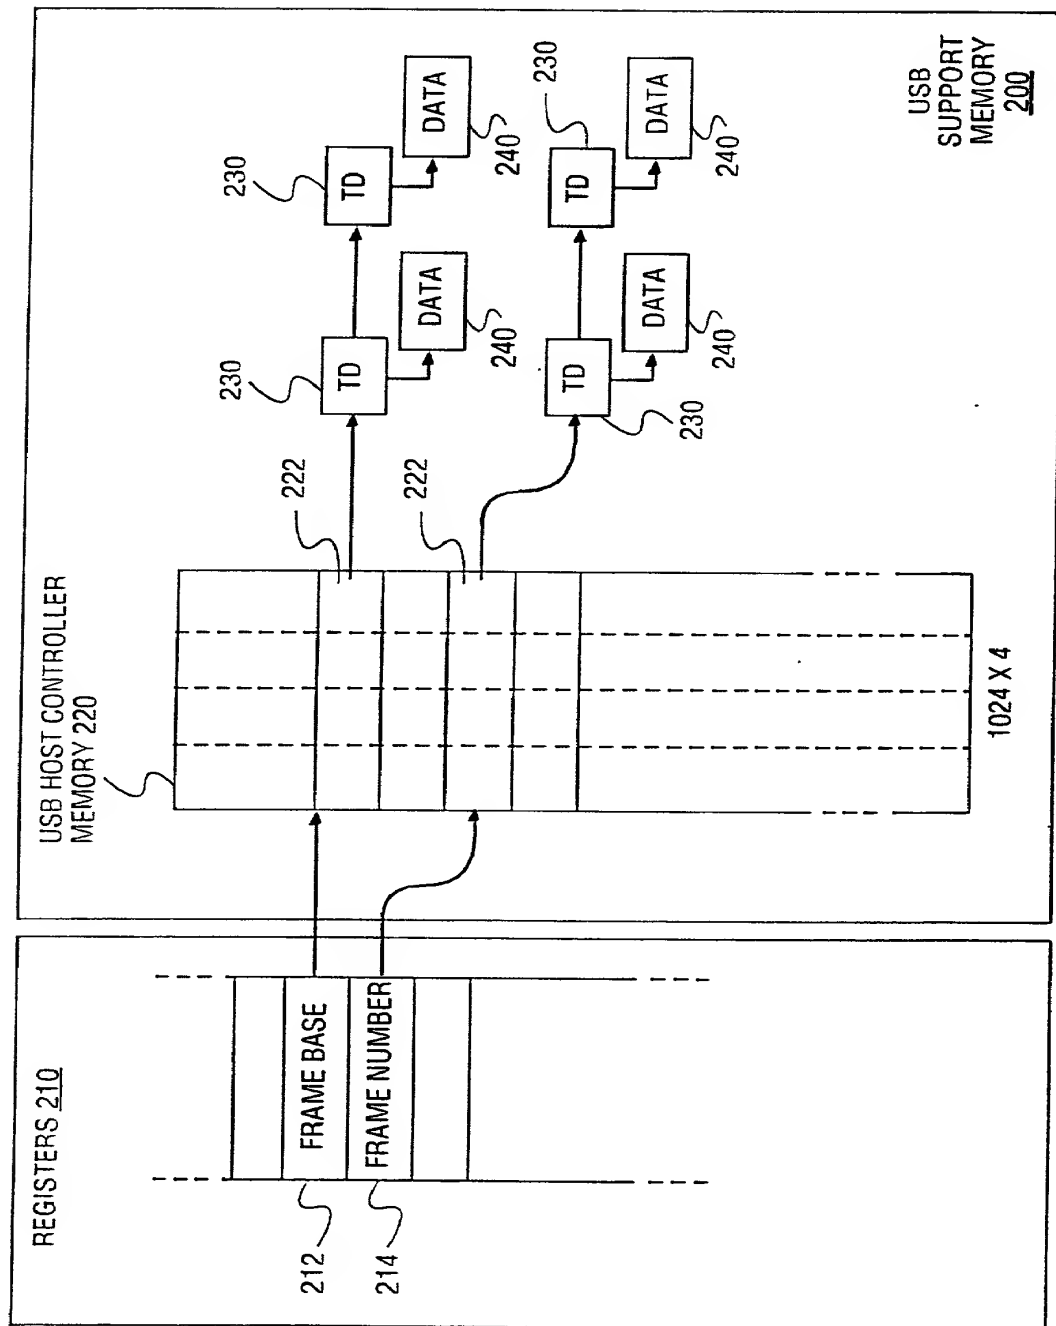 REGISTERS 210
FRAME BASE
FRAME NUMBER
212
214
USB HOST CONTROLLER
MEMORY 220
222
222
1024 X 4
230
TD
DATA
240
230
TD
DATA
240
TD
230
DATA
240
230
TD
DATA
240
USB
SUPPORT
MEMORY
200